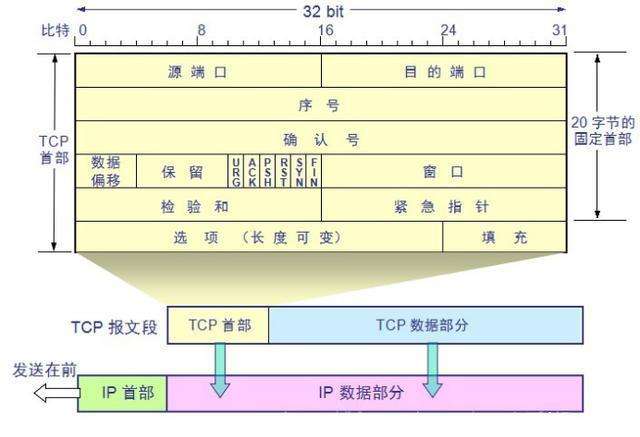 32 bit
比特 0 8 16 24 31
源端口 目的端口
序号
TCP 首部
确认号
20 字节的固定首部
数据偏移 保留 URG ACK PSH RST SYN FIN 窗口
检验和 紧急指针
选项 (长度可变) 填充
TCP 报文段 TCP 首部 TCP 数据部分
发送在前
IP 首部 IP 数据部分